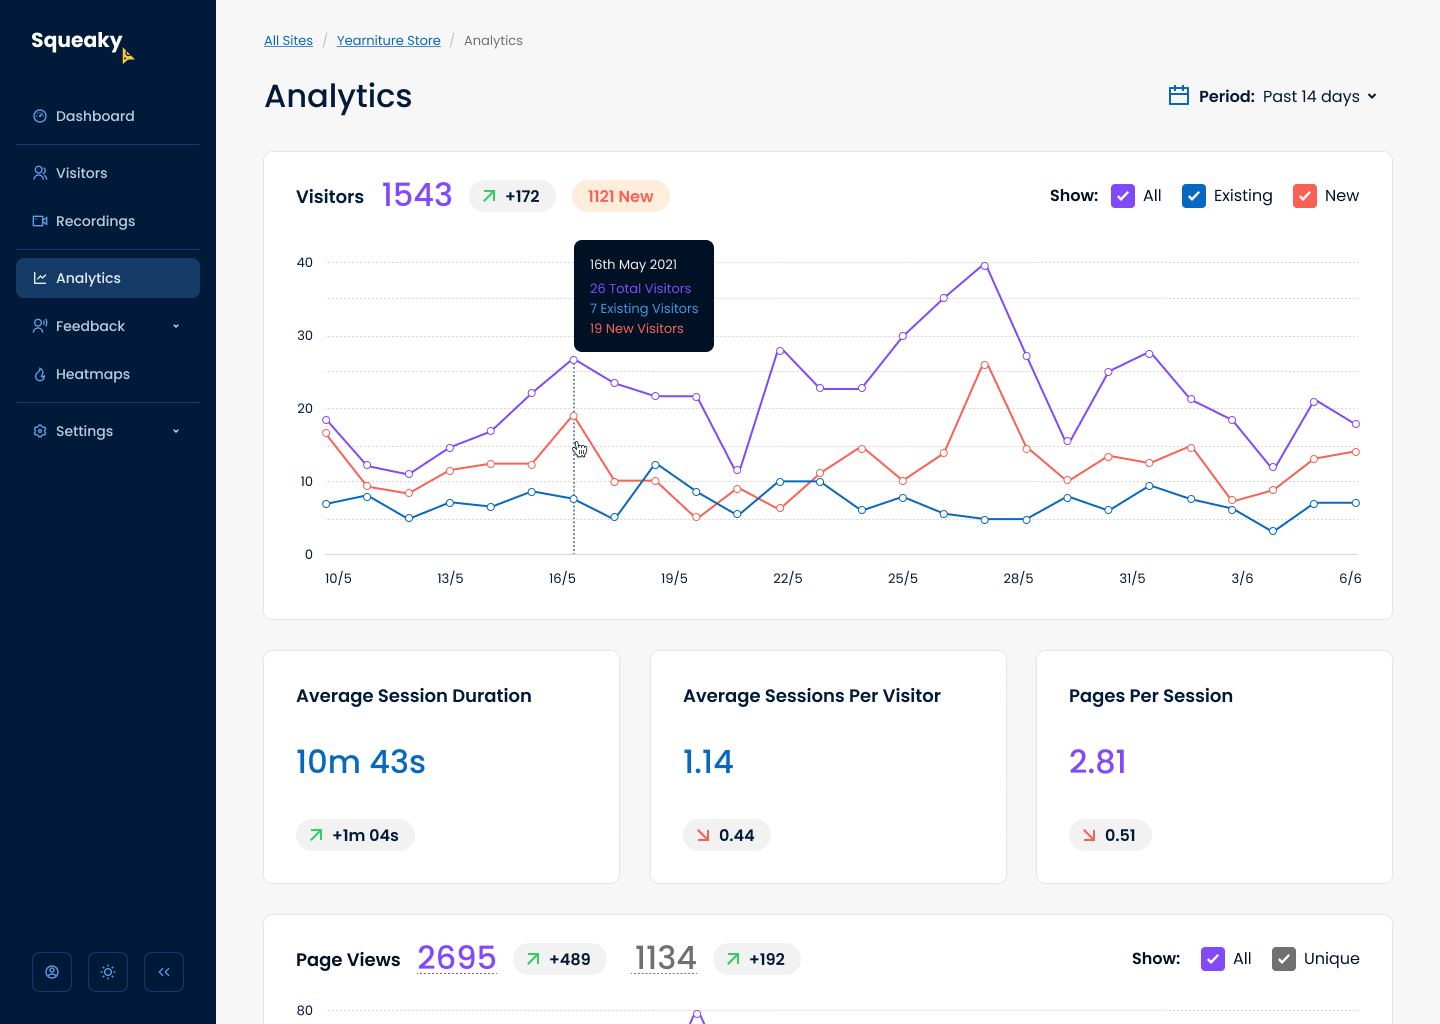 Squeaky
Dashboard
Visitors
Recordings
Analytics
Feedback
Heatmaps
Settings
All Sites / Yearniture Store / Analytics
Analytics
Period: Past 14 days
Visitors 1543 +172 1121 New
Show: All Existing New
40
30
20
10
0
16th May 2021
26 Total Visitors
7 Existing Visitors
19 New Visitors
10/5 13/5 16/5 19/5 22/5 25/5 28/5 31/5 3/6 6/6
Average Session Duration
10m 43s
+1m 04s
Average Sessions Per Visitor
1.14
0.44
Pages Per Session
2.81
0.51
Page Views 2695 +489 1134 +192
Show: All Unique
80